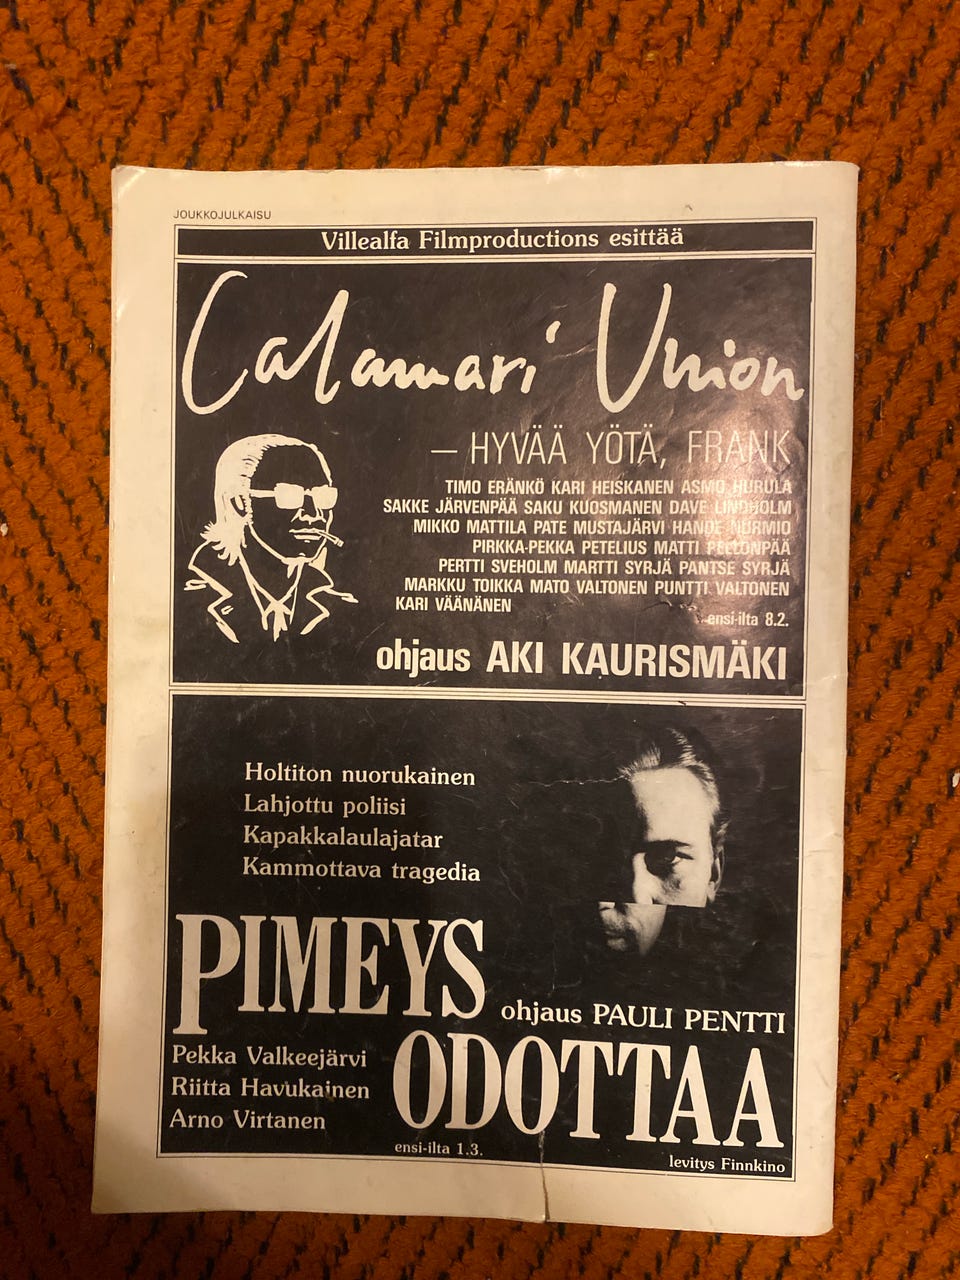 JOUKKOJULKAISU
Villealfa Filmproductions esittää
Calamari Union
– HYVÄÄ YÖTÄ, FRANK
TIMO ERÄNKÖ KARI HEISKANEN ASMO HURULA
SAKKE JÄRVENPÄÄ SAKU KUOSMANEN DAVE LINDHOLM
MIKKO MATTILA PATE MUSTAJÄRVI HANDE NURMIO
PIRKKA-PEKKA PETELIUS MATTI PELLONPÄÄ
PERTTI SVEHOLM MARTTI SYRJÄ PANTSE SYRJÄ
MARKKU TOIKKA MATO VALTONEN PUNTTI VALTONEN
KARI VÄÄNÄNEN
ensi-ilta 8.2.
ohjaus AKI KAURISMÄKI
Holtiton nuorukainen
Lahjottu poliisi
Kapakkalaulajatar
Kammottava tragedia
PIMEYS
ohjaus PAULI PENTTI
ODOTTAA
Pekka Valkeejärvi
Riitta Havukainen
Arno Virtanen
ensi-ilta 1.3.
levitys Finnkino